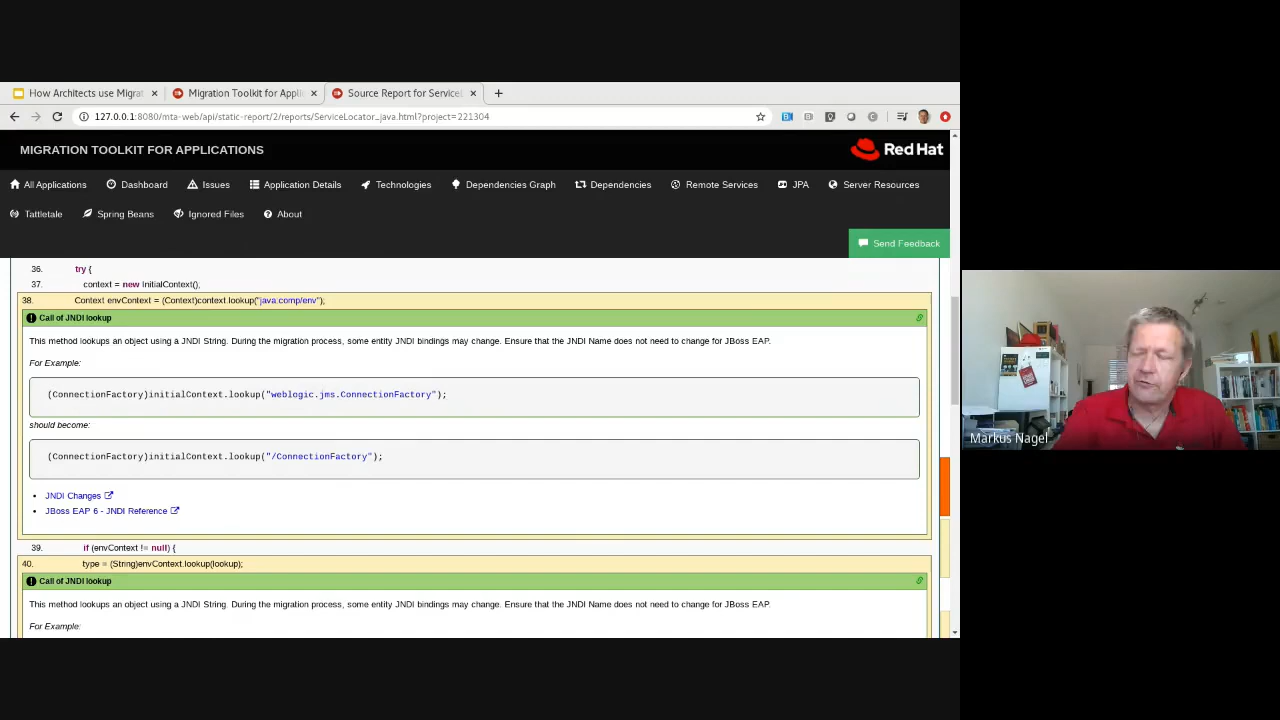 How Architects use Migrat
Migration Toolkit for Applic
Source Report for ServiceL
127.0.0.1:8080/mta-web/api/static-report/2/reports/ServiceLocator_java.html?project=221304
MIGRATION TOOLKIT FOR APPLICATIONS
Red Hat
All Applications
Dashboard
Issues
Application Details
Technologies
Dependencies Graph
Dependencies
Remote Services
JPA
Server Resources
Tattletale
Spring Beans
Ignored Files
About
Send Feedback
36. try {
37. context = new InitialContext();
38. Context envContext = (Context)context.lookup("java:comp/env");
Call of JNDI lookup
This method lookups an object using a JNDI String. During the migration process, some entity JNDI bindings may change. Ensure that the JNDI Name does not need to change for JBoss EAP.
For Example:
(ConnectionFactory)initialContext.lookup("weblogic.jms.ConnectionFactory");
should become:
(ConnectionFactory)initialContext.lookup("/ConnectionFactory");
JNDI Changes
JBoss EAP 6 - JNDI Reference
39. if (envContext != null) {
40. type = (String)envContext.lookup(lookup);
Call of JNDI lookup
This method lookups an object using a JNDI String. During the migration process, some entity JNDI bindings may change. Ensure that the JNDI Name does not need to change for JBoss EAP.
For Example:
Markus Nagel